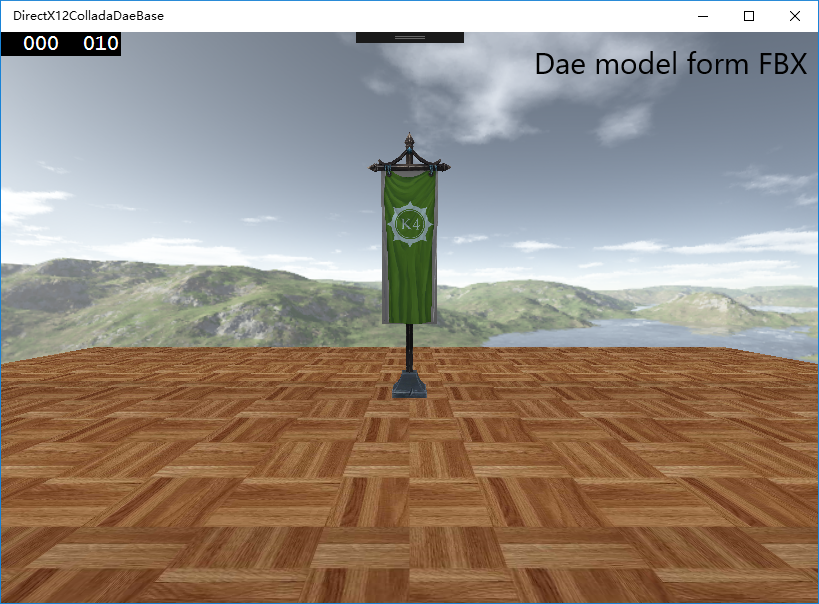 DirectX12ColladaDaeBase
000 010
Dae model form FBX
K4